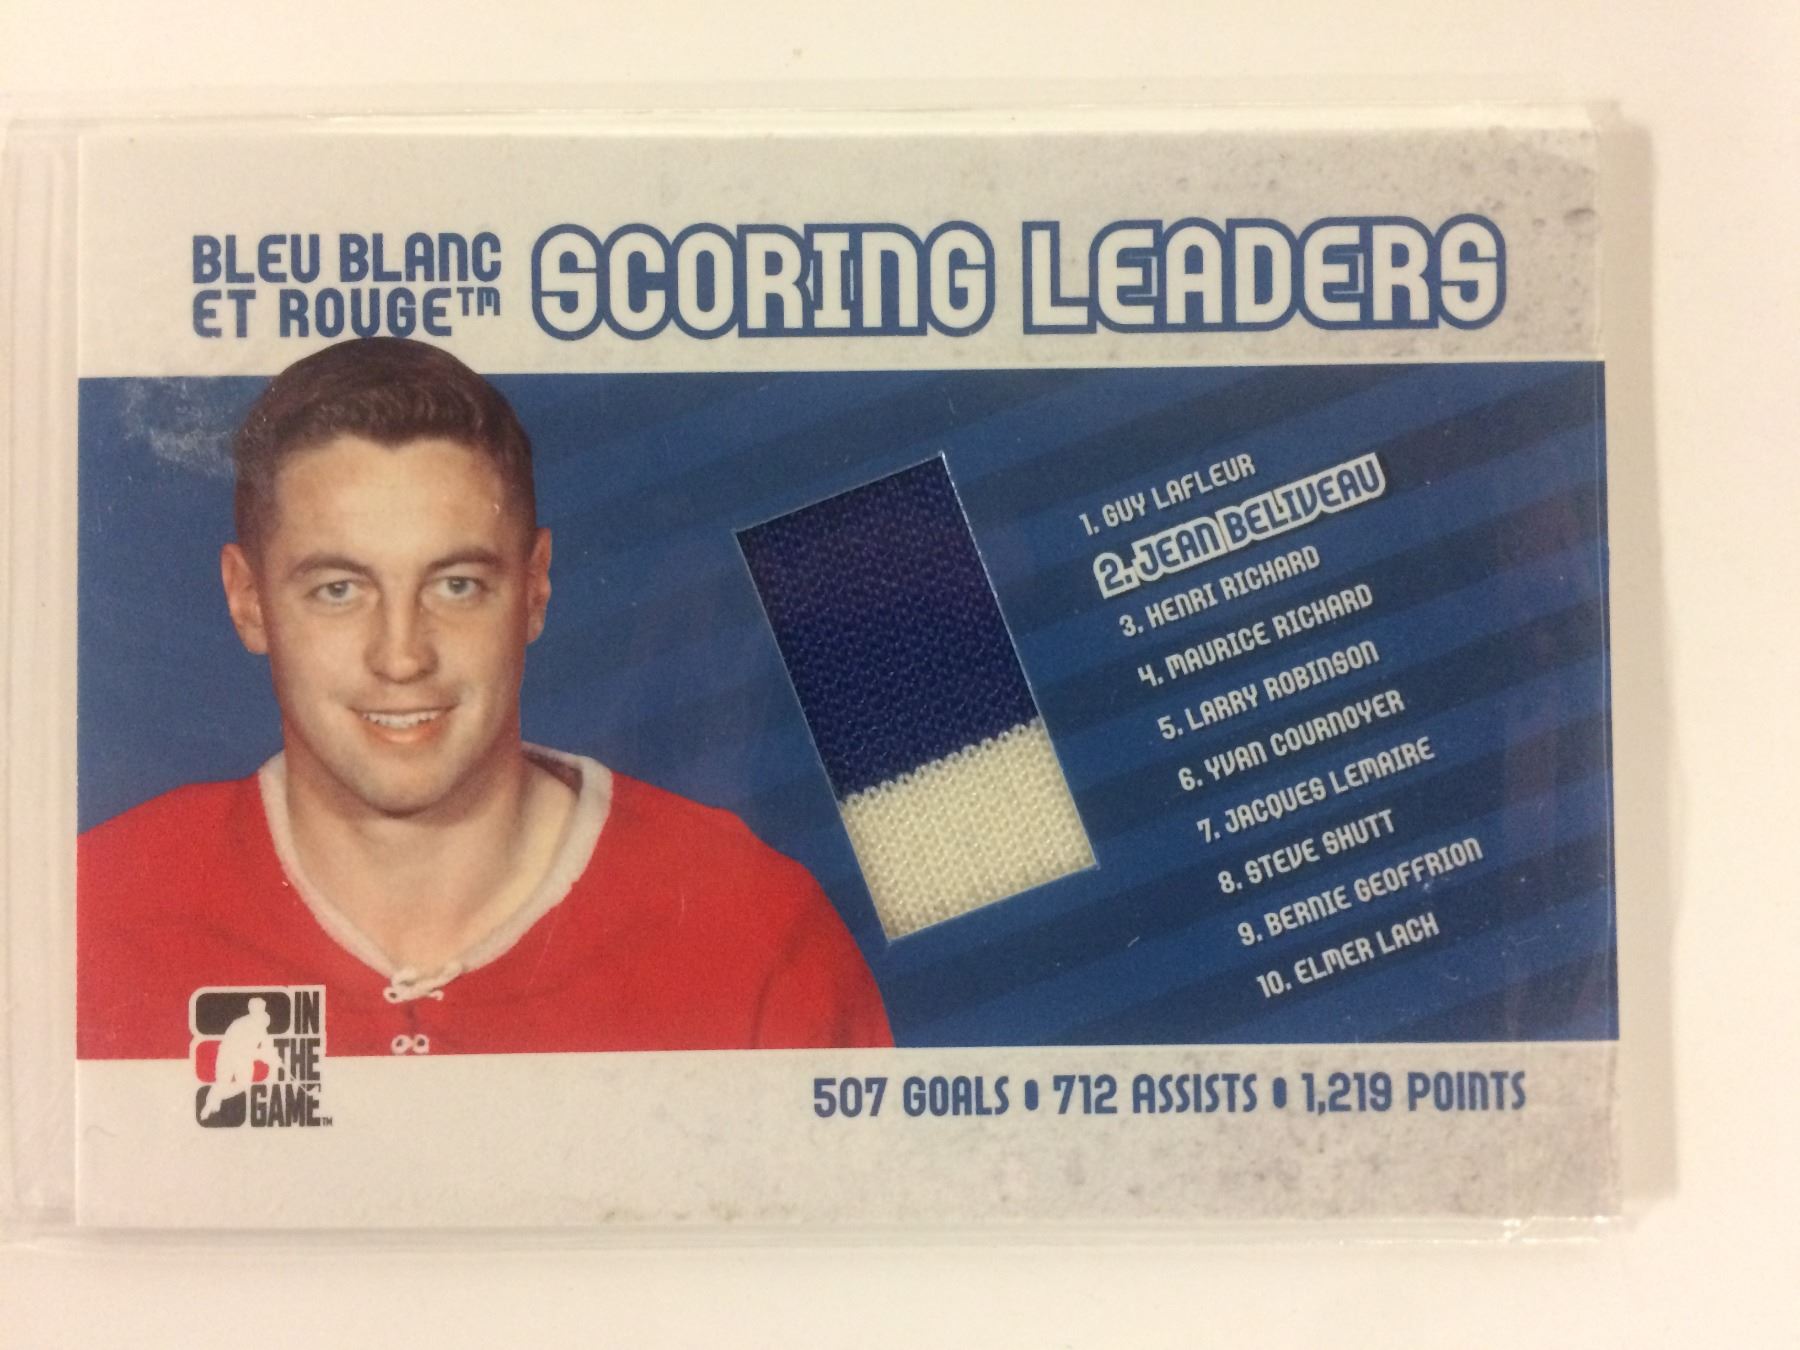 BLEU BLANC
ET ROUGE™
SCORING LEADERS
1. GUY LAFLEUR
2. JEAN BELIVEAU
3. HENRI RICHARD
4. MAURICE RICHARD
5. LARRY ROBINSON
6. YVAN COURNOYER
7. JACQUES LEMAIRE
8. STEVE SHUTT
9. BERNIE GEOFFRION
10. ELMER LACH
IN
THE
GAME™
507 GOALS • 712 ASSISTS • 1,219 POINTS